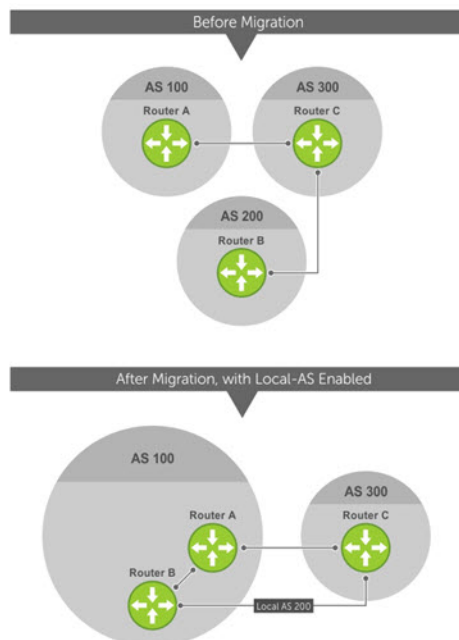 Before Migration
AS 100
AS 300
Router A
Router C
AS 200
Router B
After Migration, with Local-AS Enabled
AS 100
AS 300
Router A
Router C
Router B
Local AS 200